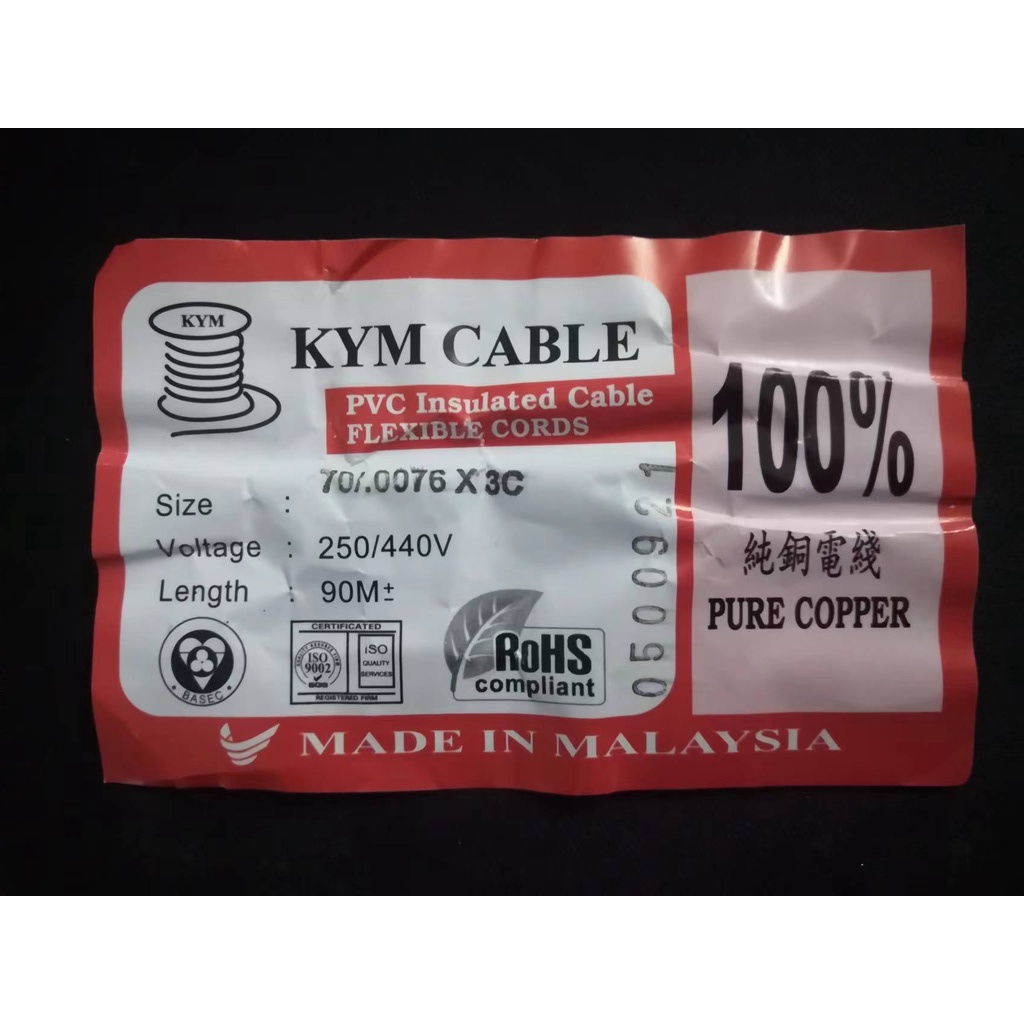 KYM
KYM CABLE
PVC Insulated Cable
FLEXIBLE CORDS
Size : 70/.0076 X 3C
Voltage : 250/440V
Length : 90M±
BASEC
CERTIFICATED
ISO
9002
SGS
ISO
QUALITY
SERVICES
REGISTERED FIRM
RoHS
compliant
0500921
MADE IN MALAYSIA
100%
純銅電綫
PURE COPPER